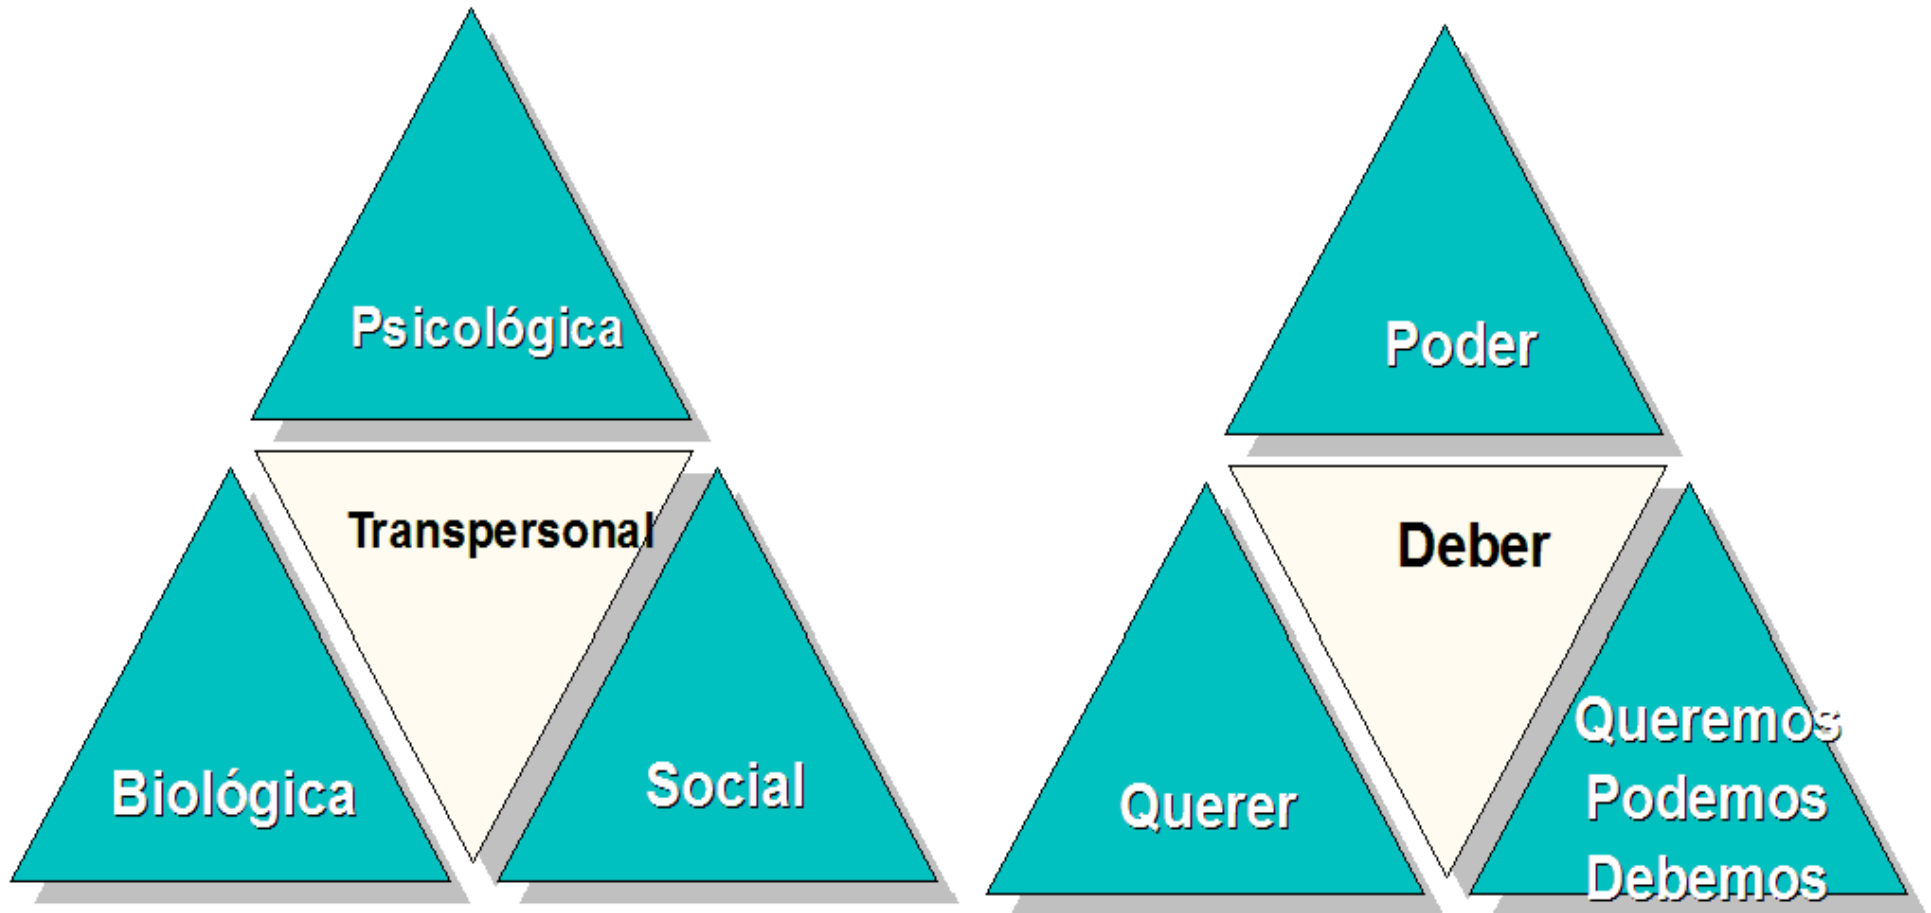 Psicológica
Transpersonal
Biológica
Social
Poder
Deber
Querer
Queremos
Podemos
Debemos